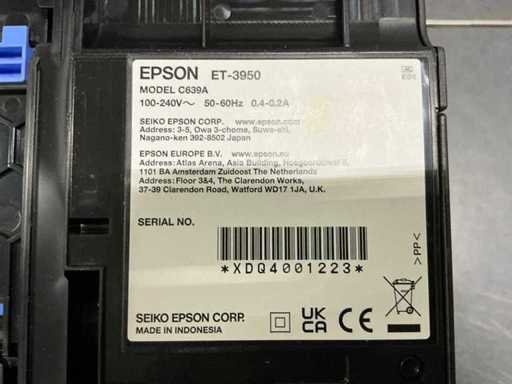 EPSON ET-3950
MODEL C639A
100-240V～ 50-60Hz 0.4-0.2A
SEIKO EPSON CORP. www.epson.com
Address: 3-5, Owa 3-chome, Suwa-shi,
Nagano-ken 392-8502 Japan
EPSON EUROPE B.V. www.epson.eu
Address: Atlas Arena, Asia Building, Hoogoorddreef 5,
1101 BA Amsterdam Zuidoost The Netherlands
Address: Floor 3&4, The Clarendon Works,
37-39 Clarendon Road, Watford WD17 1JA, U.K.
SERIAL NO.
*XDQ4001223*
>PP<
SEIKO EPSON CORP.
MADE IN INDONESIA
UK
CA
CE